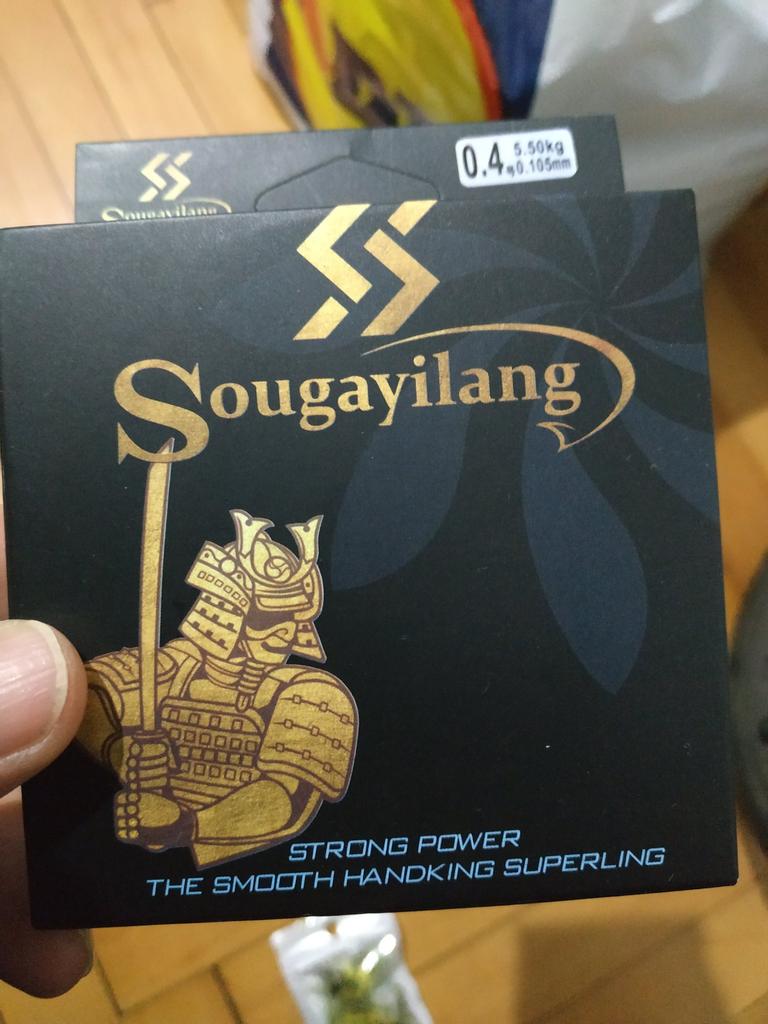 Sougayilang
0.4
5.50kg
φ0.105mm
Sougayilang
STRONG POWER
THE SMOOTH HANDKING SUPERLING